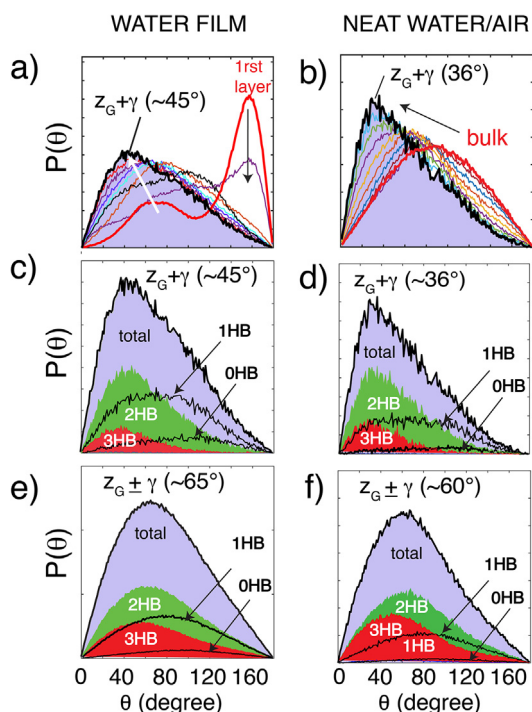 WATER FILM
NEAT WATER/AIR
a)
z_G+γ (~45°)
1rst
layer
P(θ)
b)
z_G+γ (36°)
bulk
c)
z_G+γ (~45°)
total
1HB
0HB
2HB
3HB
P(θ)
d)
z_G+γ (~36°)
total
1HB
0HB
2HB
3HB
e)
z_G ± γ (~65°)
total
1HB
0HB
2HB
3HB
P(θ)
0 40 80 120 160
θ (degree)
f)
z_G ± γ (~60°)
total
1HB
0HB
2HB
3HB
1HB
0 40 80 120 160
θ (degree)